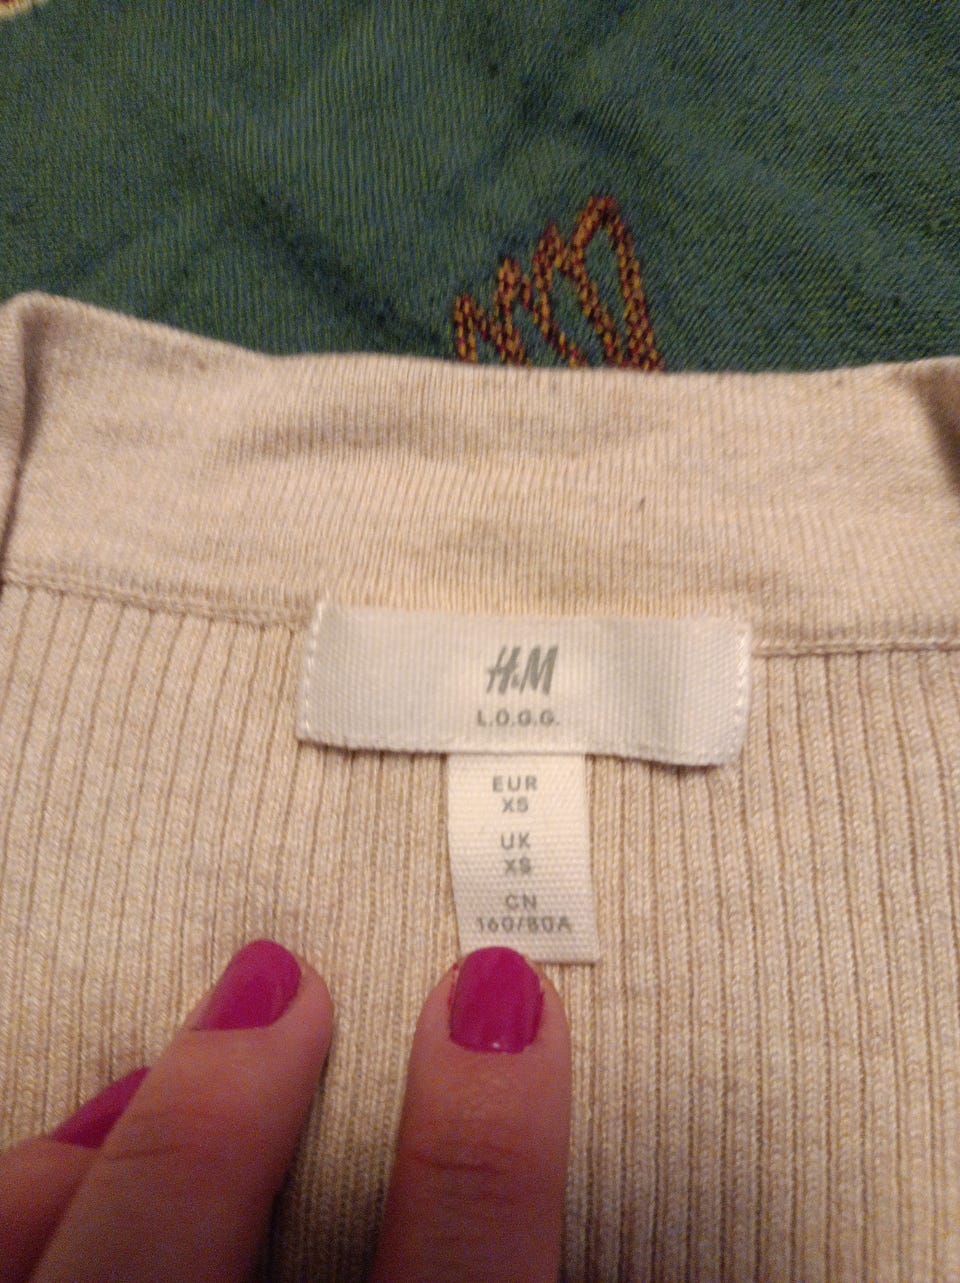 H&M
L.O.G.G.
EUR
XS
UK
XS
CN
160/80A